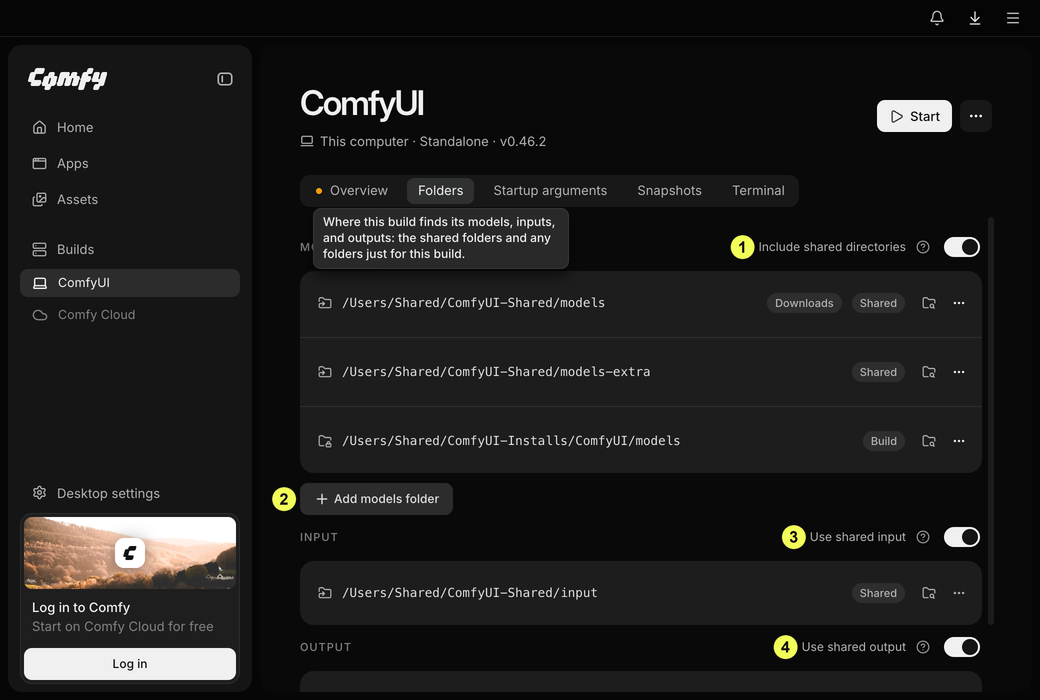 Comfy
Home
Apps
Assets
Builds
ComfyUI
Comfy Cloud
Desktop settings
Log in to Comfy
Start on Comfy Cloud for free
Log in
ComfyUI
This computer · Standalone · v0.46.2
Start
Overview
Folders
Startup arguments
Snapshots
Terminal
Where this build finds its models, inputs,
and outputs: the shared folders and any
folders just for this build.
1 Include shared directories
/Users/Shared/ComfyUI-Shared/models
Downloads
Shared
/Users/Shared/ComfyUI-Shared/models-extra
Shared
/Users/Shared/ComfyUI-Installs/ComfyUI/models
Build
2 + Add models folder
INPUT
3 Use shared input
/Users/Shared/ComfyUI-Shared/input
Shared
OUTPUT
4 Use shared output